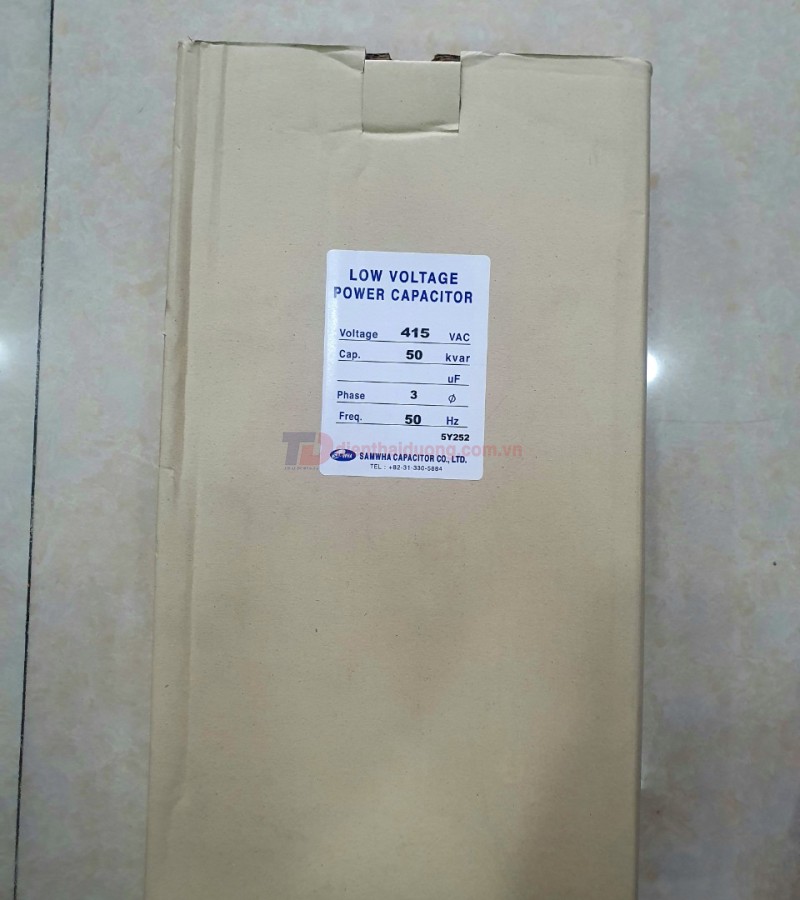 LOW VOLTAGE
POWER CAPACITOR
Voltage 415 VAC
Cap. 50 kvar
uF
Phase 3 ϕ
Freq. 50 Hz
5Y252
dienthaiduong.com.vn
SAMWHA CAPACITOR CO., LTD.
TEL : +82-31-330-5684